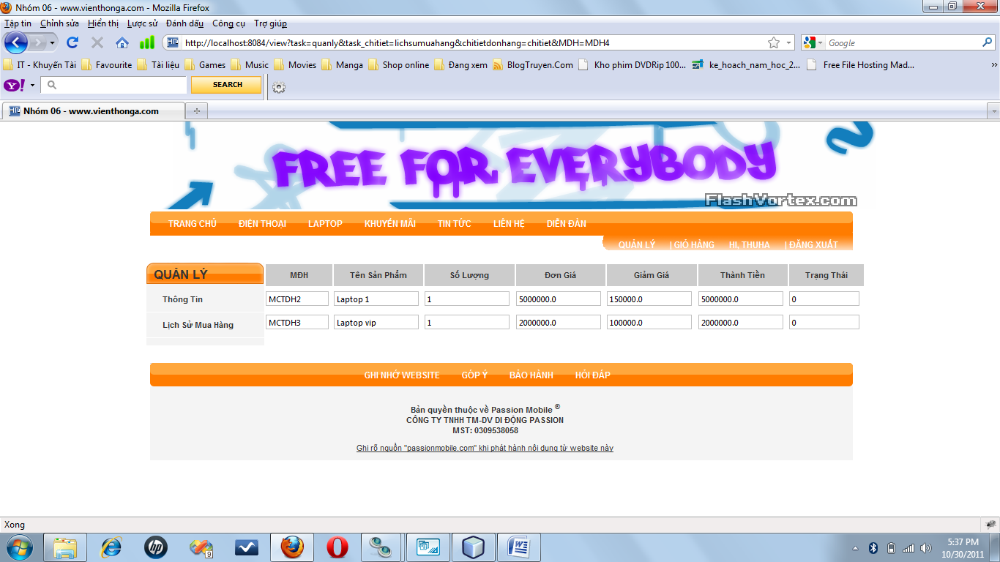 Nhóm 06 - www.vienthonga.com - Mozilla Firefox
Tập tin Chỉnh sửa Hiển thị Lược sử Đánh dấu Công cụ Trợ giúp
http://localhost:8084/view?task=quanly&task_chitiet=lichsumuahang&chitietdonhang=chitiet&MDH=MDH4
Google
IT - Khuyến Tài Favourite Tài liệu Games Music Movies Manga Shop online Đang xem BlogTruyen.Com Kho phim DVDRip 100... ke_hoach_nam_hoc_2... Free File Hosting Mad... »
Y! SEARCH
Nhóm 06 - www.vienthonga.com
FREE FOR EVERYBODY
FlashVortex.com
TRANG CHỦ ĐIỆN THOẠI LAPTOP KHUYẾN MÃI TIN TỨC LIÊN HỆ DIỄN ĐÀN
QUẢN LÝ | GIỎ HÀNG HI, THUHA | ĐĂNG XUẤT
QUẢN LÝ
Thông Tin
Lịch Sử Mua Hàng
MĐH Tên Sản Phẩm Số Lượng Đơn Giá Giảm Giá Thành Tiền Trạng Thái
MCTDH2 Laptop 1 1 5000000.0 150000.0 5000000.0 0
MCTDH3 Laptop vip 1 2000000.0 100000.0 2000000.0 0
GHI NHỚ WEBSITE GÓP Ý BẢO HÀNH HỎI ĐÁP
Bản quyền thuộc về Passion Mobile ®
CÔNG TY TNHH TM-DV DI ĐỘNG PASSION
MST: 0309538058
Ghi rõ nguồn "passionmobile.com" khi phát hành nôi dung từ website này
Xong
hp
9
5:37 PM
10/30/2011